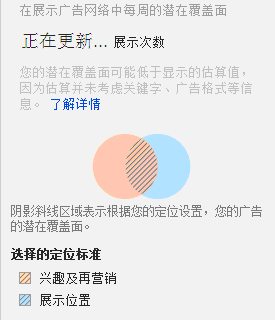 在展示广告网络中每周的潜在覆盖面
正在更新... 展示次数
您的潜在覆盖面可能低于显示的估算值，
因为估算并未考虑关键字、广告格式等信
息。 了解详情
阴影斜线区域表示根据您的定位设置，您的广告
的潜在覆盖面。
选择的定位标准
兴趣及再营销
展示位置